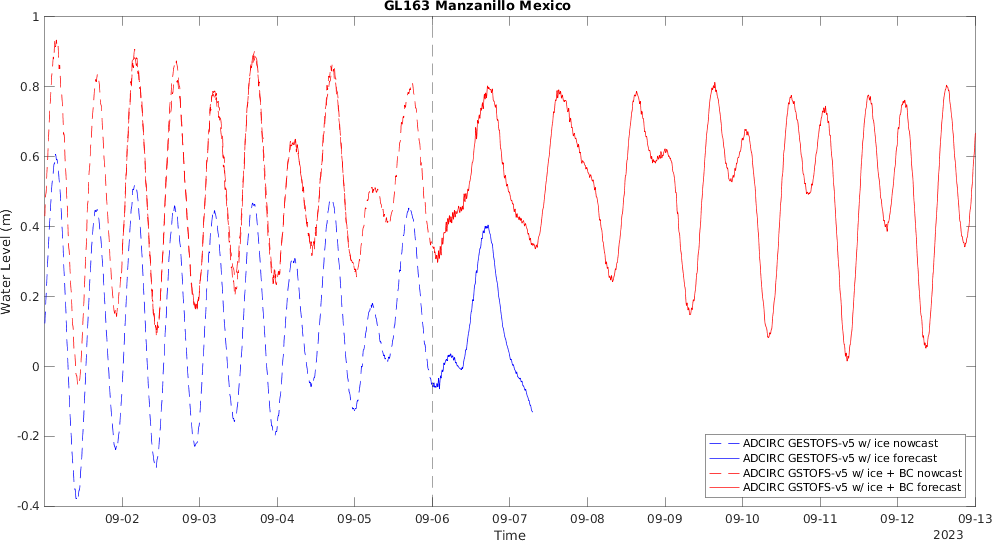 GL163 Manzanillo Mexico
1
0.8
0.6
0.4
0.2
0
-0.2
-0.4
Water Level (m)
ADCIRC GESTOFS-v5 w/ ice nowcast
ADCIRC GESTOFS-v5 w/ ice forecast
ADCIRC GSTOFS-v5 w/ ice + BC nowcast
ADCIRC GSTOFS-v5 w/ ice + BC forecast
09-02 09-03 09-04 09-05 09-06 09-07 09-08 09-09 09-10 09-11 09-12 09-13
Time
2023